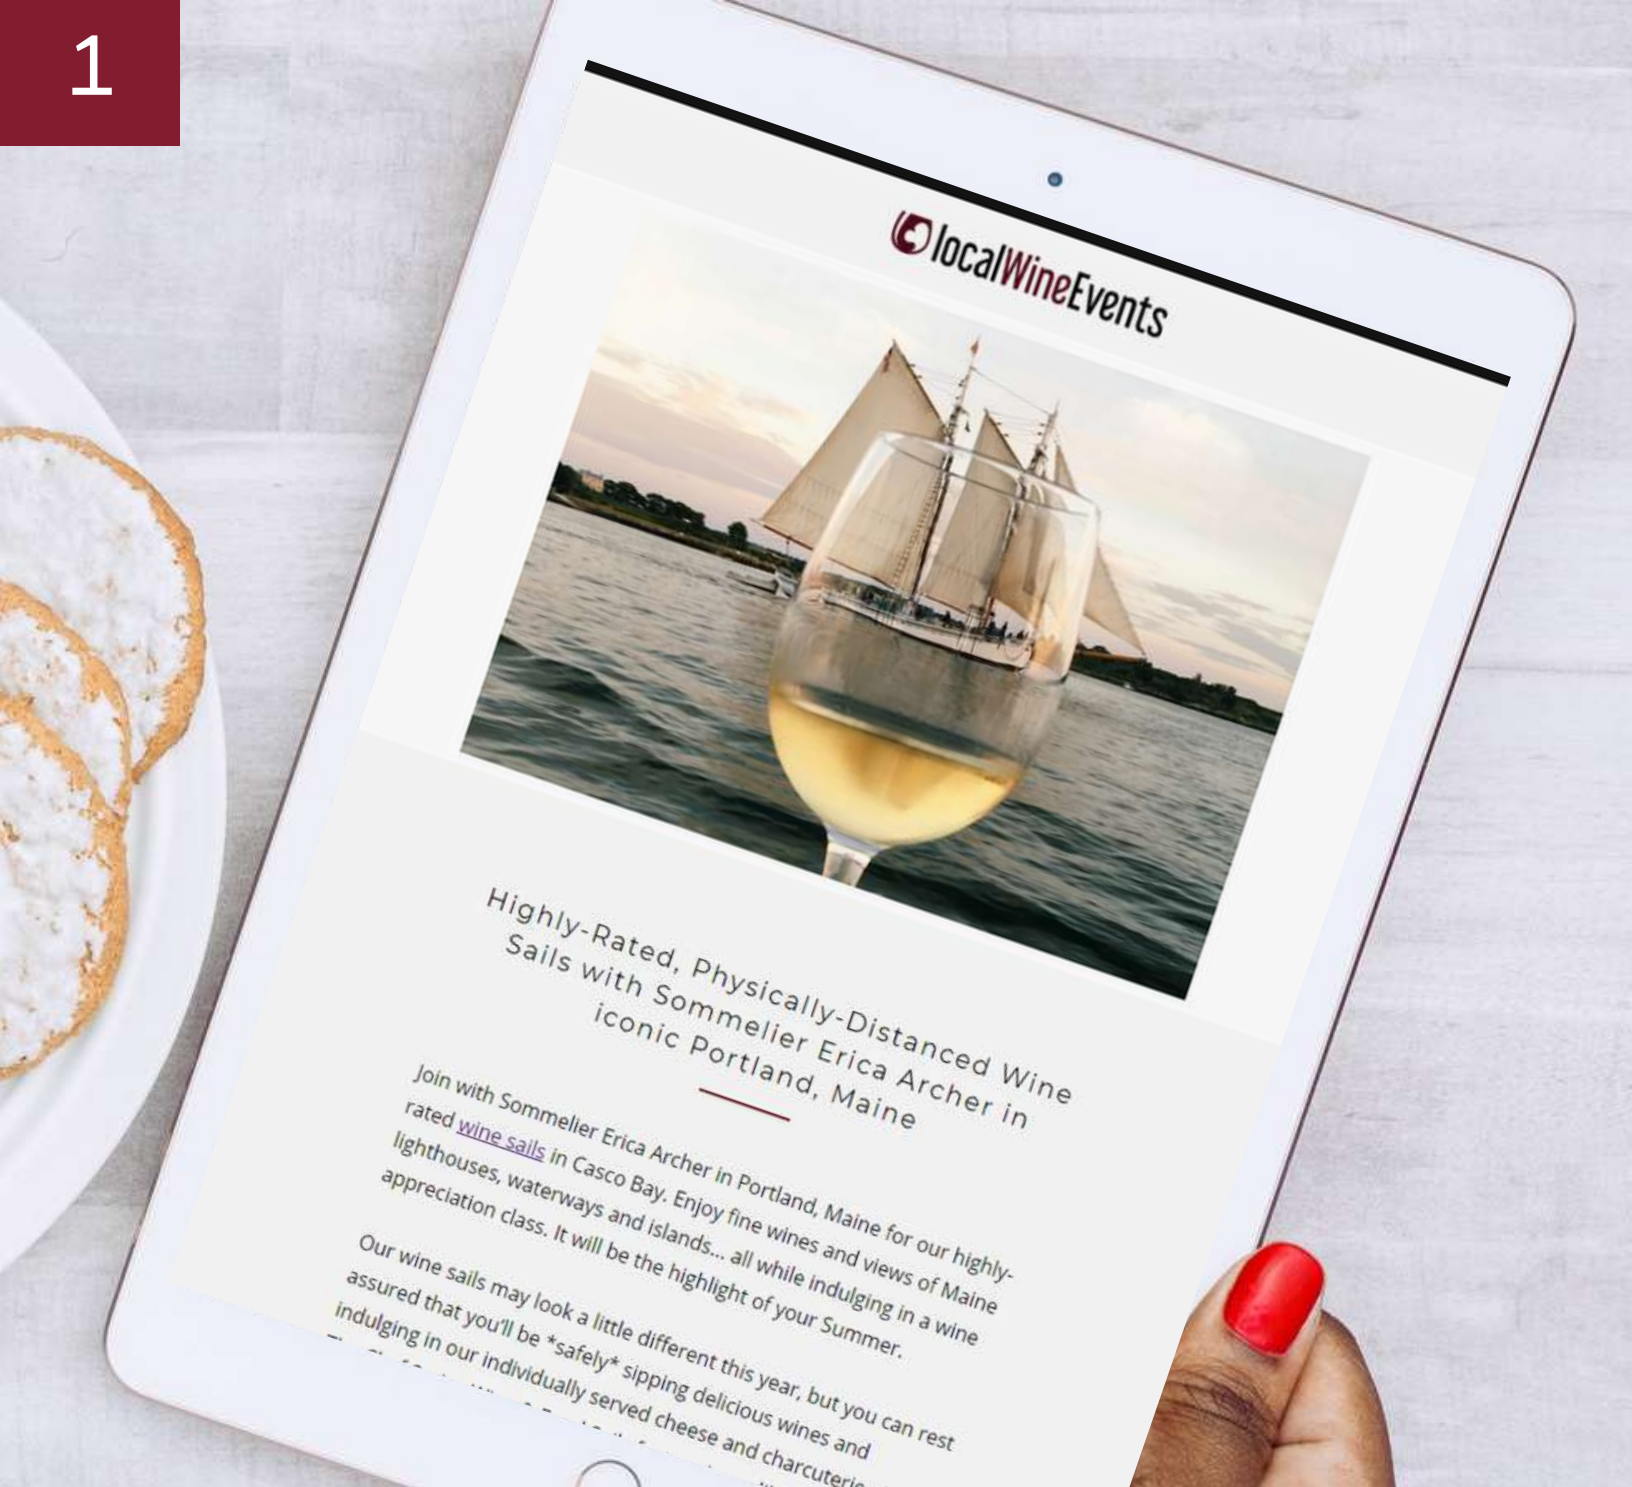 1
localWineEvents
Highly-Rated, Physically-Distanced Wine
Sails with Sommelier Erica Archer in
iconic Portland, Maine
Join with Sommelier Erica Archer in Portland, Maine for our highly-
rated wine sails in Casco Bay. Enjoy fine wines and views of Maine
lighthouses, waterways and islands... all while indulging in a wine
appreciation class. It will be the highlight of your Summer.
Our wine sails may look a little different this year, but you can rest
assured that you'll be *safely* sipping delicious wines and
indulging in our individually served cheese and charcuterie